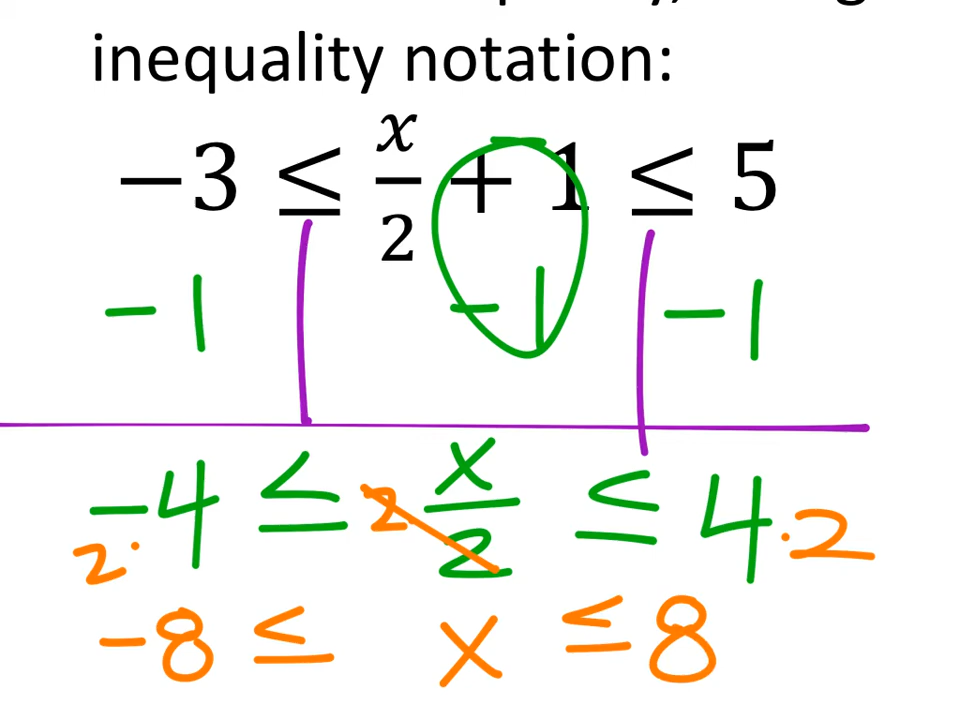 inequality notation:
−3 ≤ x/2 + 1 ≤ 5
−1 −1 −1
−4 ≤ 2 x/2 ≤ 4 · 2
2 ·
−8 ≤ x ≤ 8